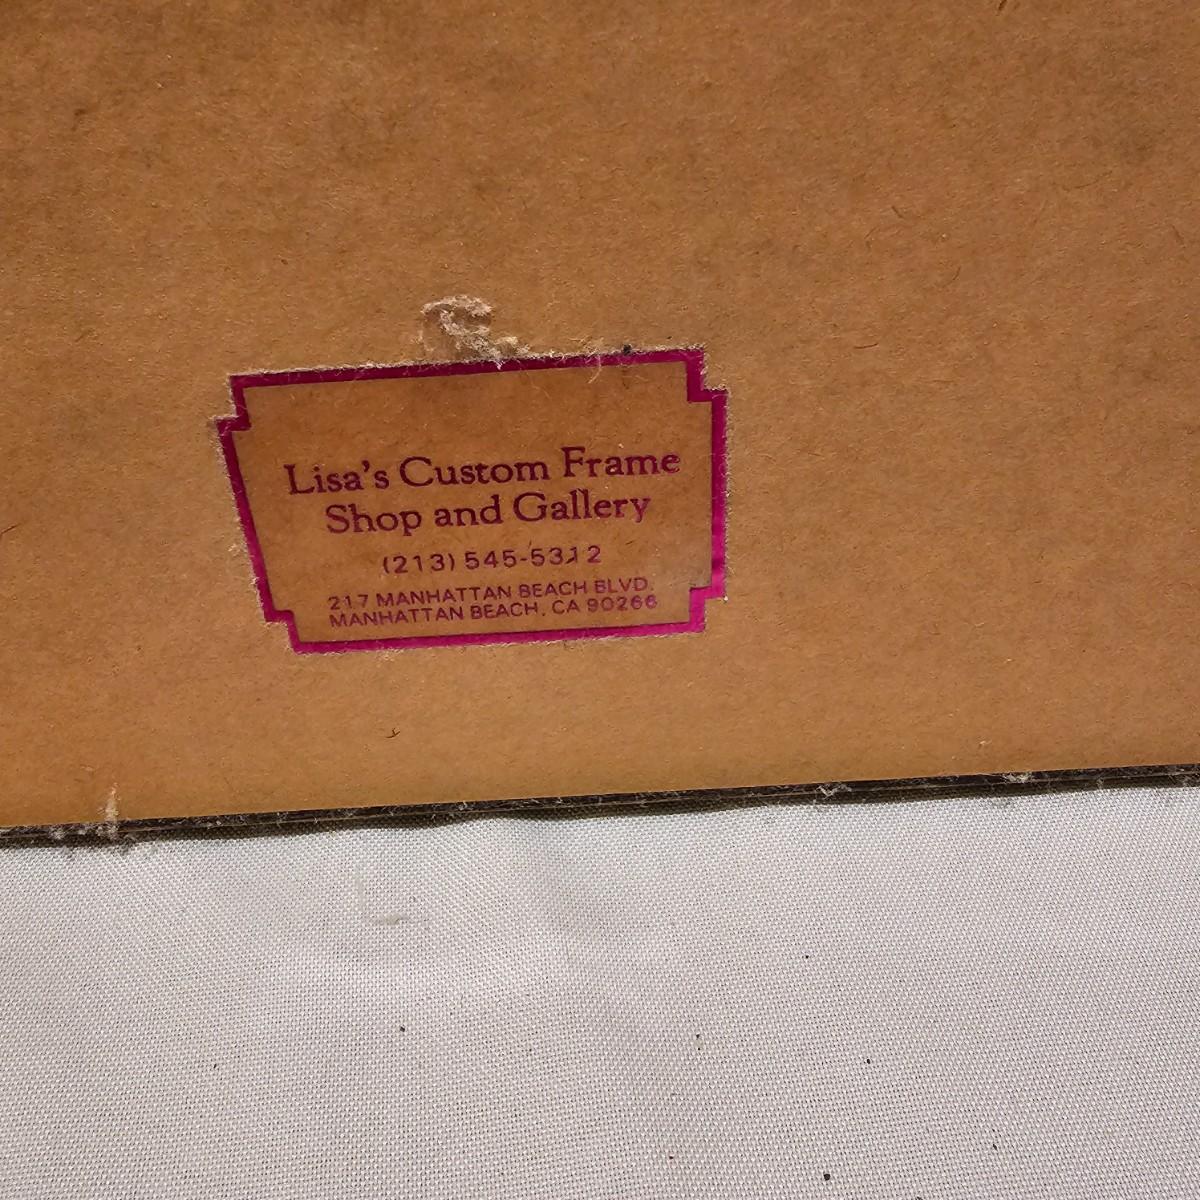 Lisa's Custom Frame
Shop and Gallery
(213) 545-5312
217 MANHATTAN BEACH BLVD.
MANHATTAN BEACH, CA 90266